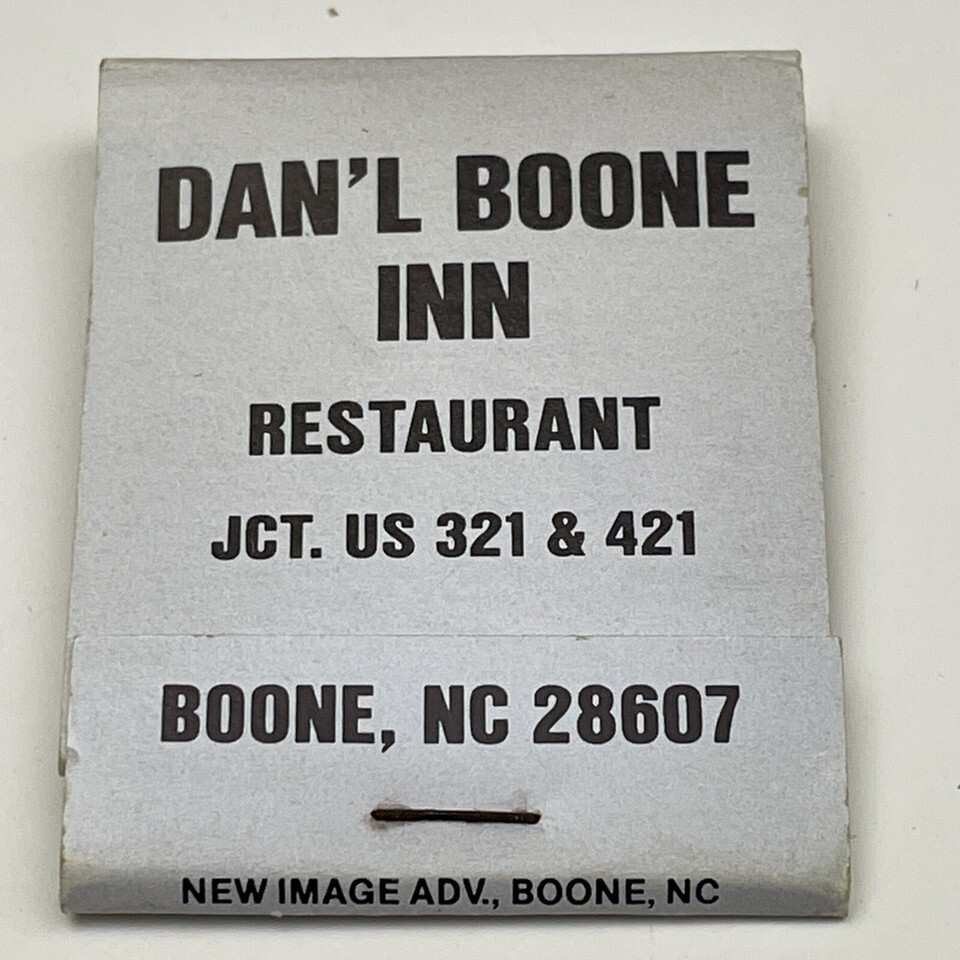 DAN'L BOONE
INN
RESTAURANT
JCT. US 321 & 421
BOONE, NC 28607
NEW IMAGE ADV., BOONE, NC